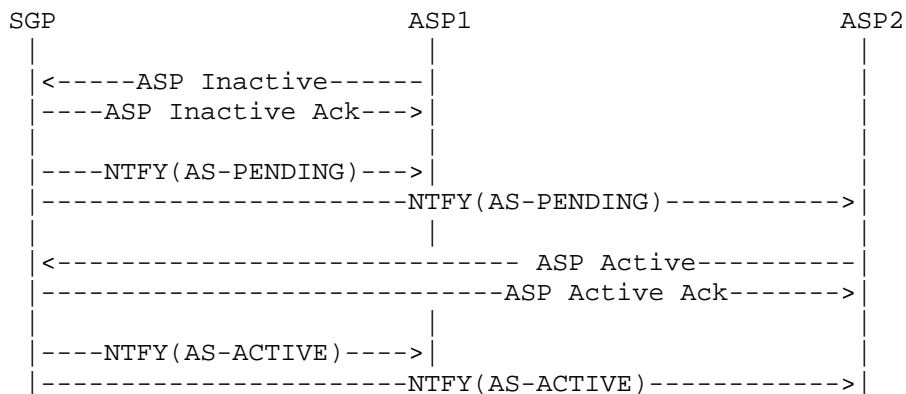 SGP                      ASP1                       ASP2
 |                        |                          |
 |<-----ASP Inactive------|                          |
 |----ASP Inactive Ack--->|                          |
 |                        |                          |
 |----NTFY(AS-PENDING)--->|                          |
 |-----------------------NTFY(AS-PENDING)----------->|
 |                        |                          |
 |<----------------------------- ASP Active----------|
 |-----------------------------ASP Active Ack------->|
 |                        |                          |
 |----NTFY(AS-ACTIVE)---->|                          |
 |-----------------------NTFY(AS-ACTIVE)------------>|